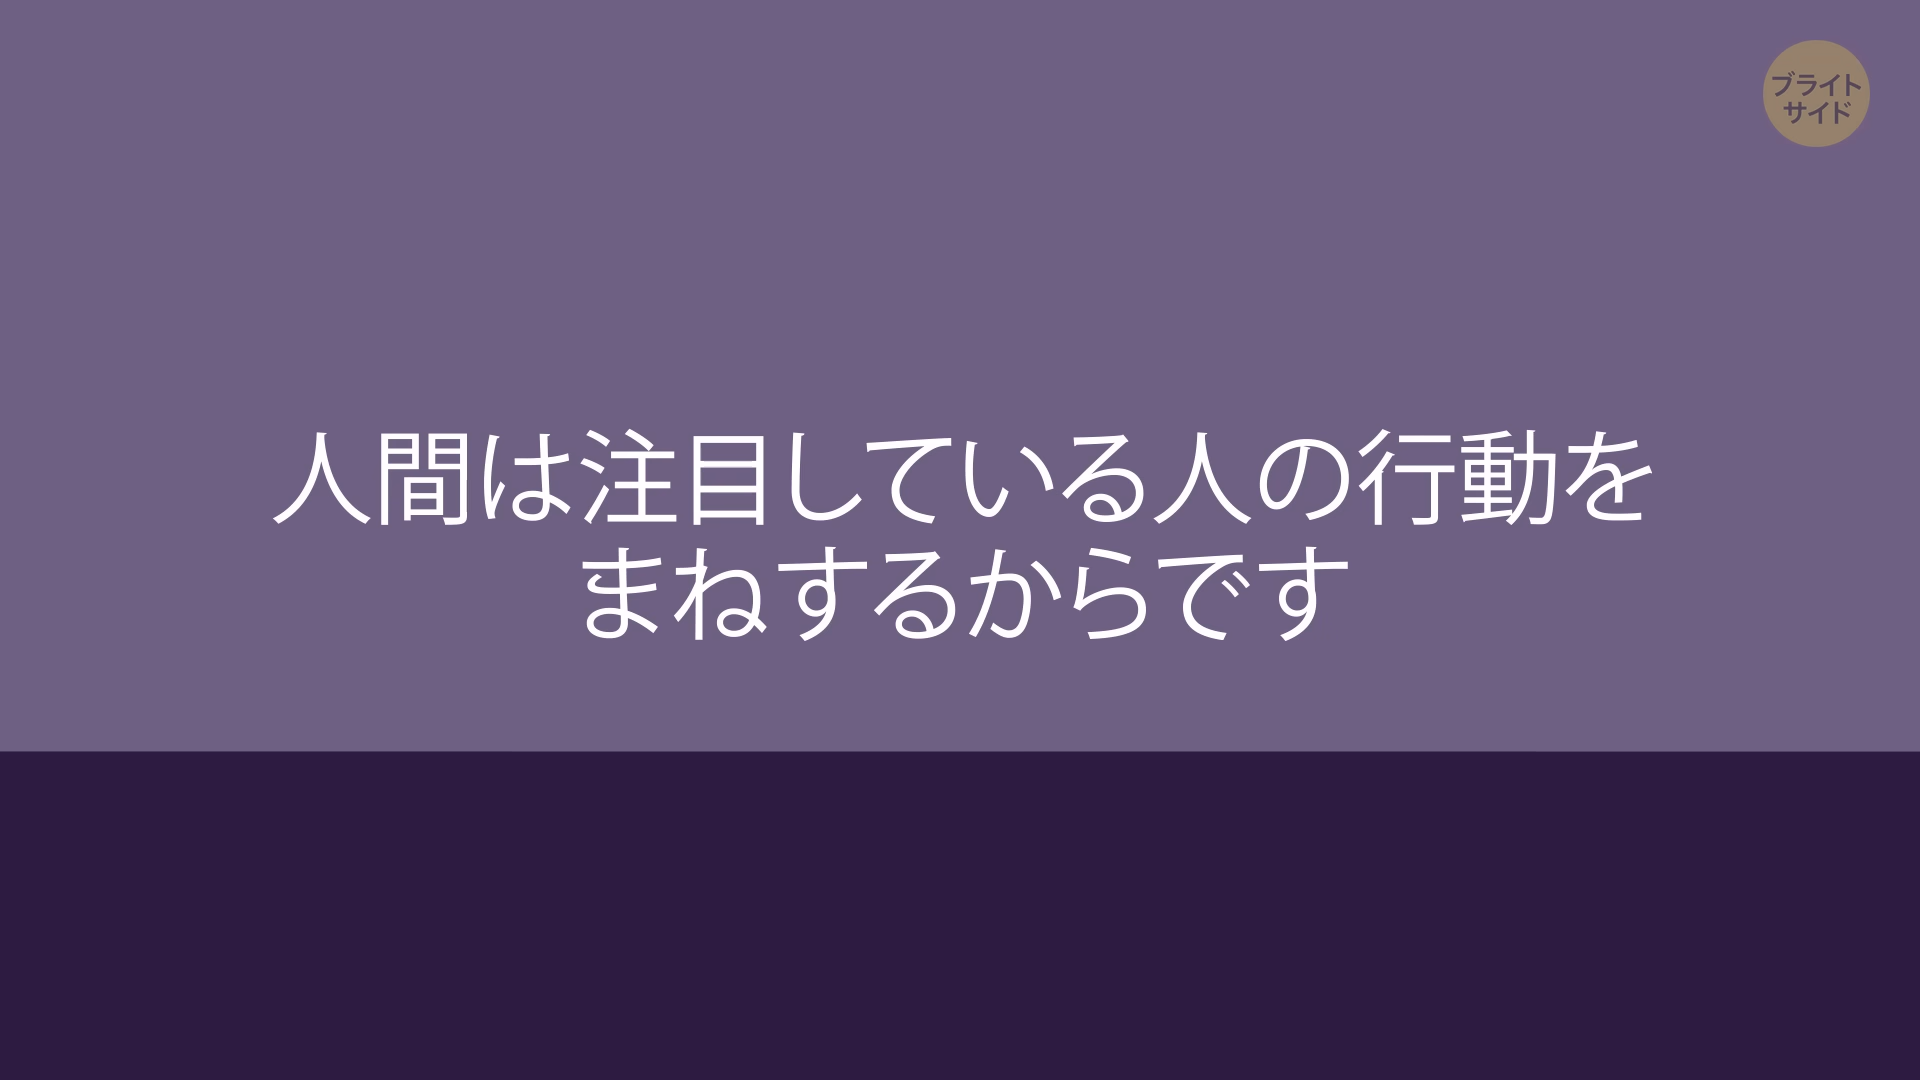 ブライト
サイド
人間は注目している人の行動を
まねするからです